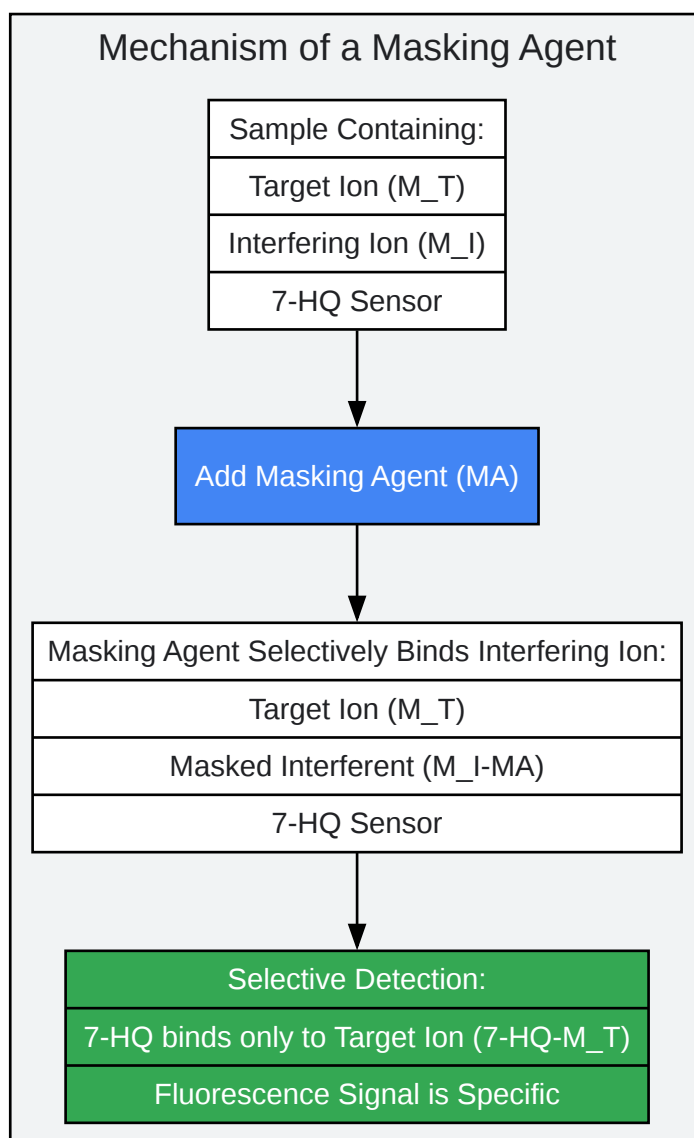 Mechanism of a Masking Agent
Sample Containing:
Target Ion (M_T)
Interfering Ion (M_I)
7-HQ Sensor
Add Masking Agent (MA)
Masking Agent Selectively Binds Interfering Ion:
Target Ion (M_T)
Masked Interferent (M_I-MA)
7-HQ Sensor
Selective Detection:
7-HQ binds only to Target Ion (7-HQ-M_T)
Fluorescence Signal is Specific